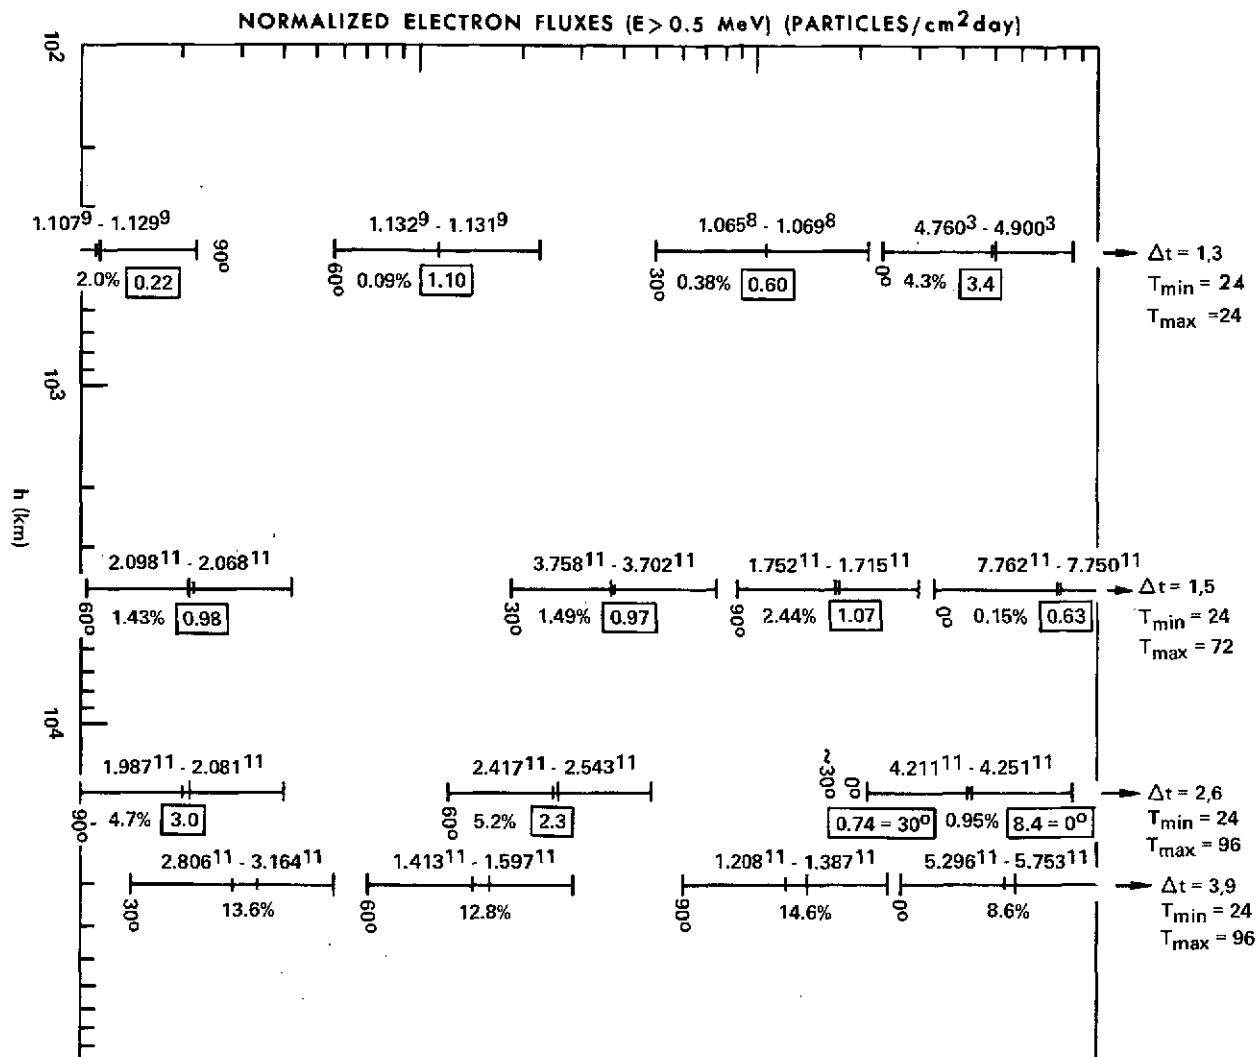 NORMALIZED ELECTRON FLUXES (E > 0.5 MeV) (PARTICLES/cm² day)
10²
1.107⁹ - 1.129⁹
1.132⁹ - 1.131⁹
1.065⁸ - 1.069⁸
4.760³ - 4.900³
90°
60°
30°
0°
2.0% 0.22
0.09% 1.10
0.38% 0.60
4.3% 3.4
Δt = 1,3
Tmin = 24
Tmax =24
10³
h (km)
2.098¹¹ - 2.068¹¹
3.758¹¹ - 3.702¹¹
1.752¹¹ - 1.715¹¹
7.762¹¹ - 7.750¹¹
60°
30°
90°
0°
1.43% 0.98
1.49% 0.97
2.44% 1.07
0.15% 0.63
Δt = 1,5
Tmin = 24
Tmax = 72
10⁴
1.987¹¹ - 2.081¹¹
2.417¹¹ - 2.543¹¹
~30°
0°
4.211¹¹ - 4.251¹¹
90°
60°
4.7% 3.0
5.2% 2.3
0.74 = 30° 0.95% 8.4 = 0°
Δt = 2,6
Tmin = 24
Tmax = 96
2.806¹¹ - 3.164¹¹
1.413¹¹ - 1.597¹¹
1.208¹¹ - 1.387¹¹
5.296¹¹ - 5.753¹¹
30°
60°
90°
0°
13.6%
12.8%
14.6%
8.6%
Δt = 3,9
Tmin = 24
Tmax = 96